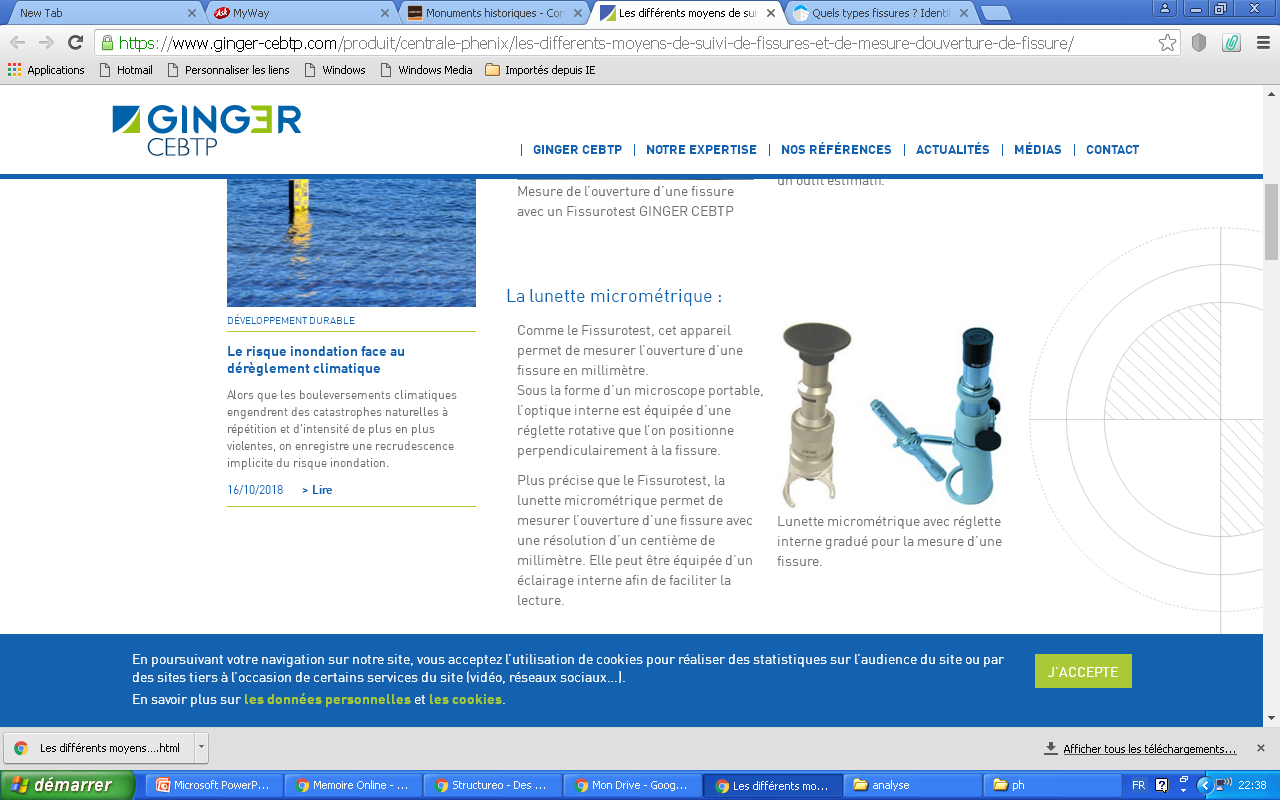 New Tab
MyWay
Monuments historiques - Con
Les différents moyens de sui
Quels types fissures ? Identif
https://www.ginger-cebtp.com/produit/centrale-phenix/les-differents-moyens-de-suivi-de-fissures-et-de-mesure-douverture-de-fissure/
Applications
Hotmail
Personnaliser les liens
Windows
Windows Media
Importés depuis IE
GINGER
CEBTP
GINGER CEBTP
NOTRE EXPERTISE
NOS RÉFÉRENCES
ACTUALITÉS
MÉDIAS
CONTACT
DÉVELOPPEMENT DURABLE
Le risque inondation face au
dérèglement climatique
Alors que les bouleversements climatiques
engendrent des catastrophes naturelles à
répétition et d'intensité de plus en plus
violentes, on enregistre une recrudescence
implicite du risque inondation.
16/10/2018 > Lire
Mesure de l'ouverture d'une fissure
avec un Fissurotest GINGER CEBTP
un outil estimatif.
La lunette micrométrique :
Comme le Fissurotest, cet appareil
permet de mesurer l'ouverture d'une
fissure en millimètre.
Sous la forme d'un microscope portable,
l'optique interne est équipée d'une
réglette rotative que l'on positionne
perpendiculairement à la fissure.
Plus précise que le Fissurotest, la
lunette micrométrique permet de
mesurer l'ouverture d'une fissure avec
une résolution d'un centième de
millimètre. Elle peut être équipée d'un
éclairage interne afin de faciliter la
lecture.
Lunette micrométrique avec réglette
interne gradué pour la mesure d'une
fissure.
En poursuivant votre navigation sur notre site, vous acceptez l'utilisation de cookies pour réaliser des statistiques sur l'audience du site ou par
des sites tiers à l'occasion de certains services du site (vidéo, réseaux sociaux...).
En savoir plus sur les données personnelles et les cookies.
J'ACCEPTE
Les différents moyens....html
Afficher tous les téléchargements...
démarrer
Microsoft PowerP...
Memoire Online - ...
Structureo - Des ...
Mon Drive - Goog...
Les différents mo...
analyse
ph
FR
22:38